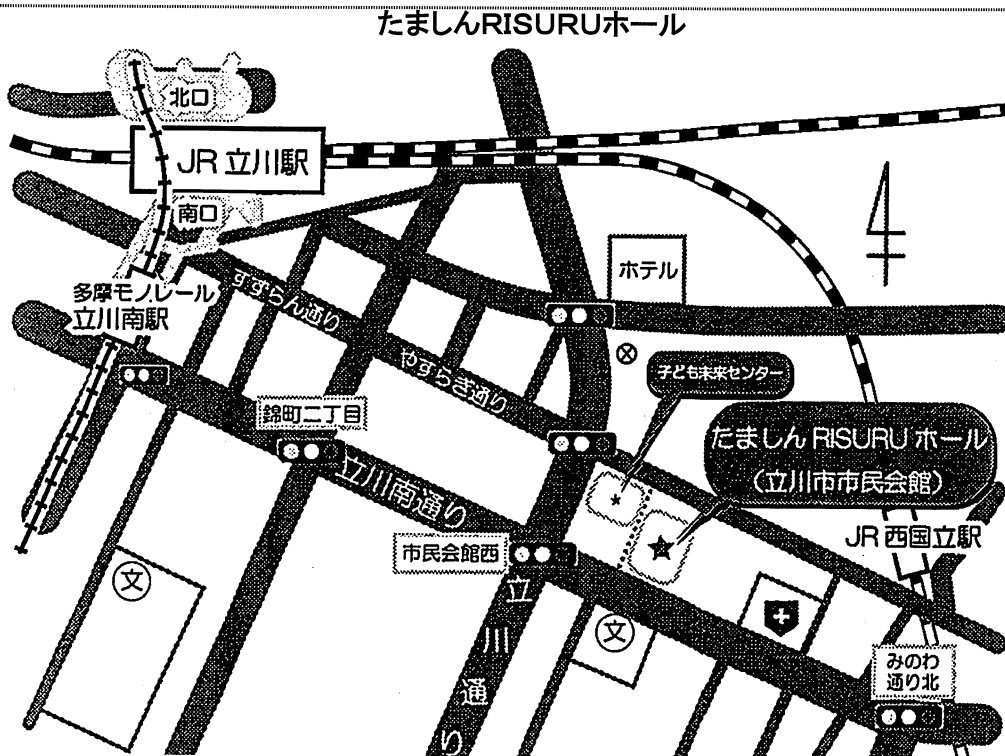 たましんRISURUホール
北口
JR 立川駅
南口
ホテル
多摩モノレール
立川南駅
すずらん通り
やすらぎ通り
子ども未来センター
錦町二丁目
立川南通り
たましん RISURU ホール
(立川市市民会館)
市民会館西
JR 西国立駅
文
文
立川通り
みのわ
通り北